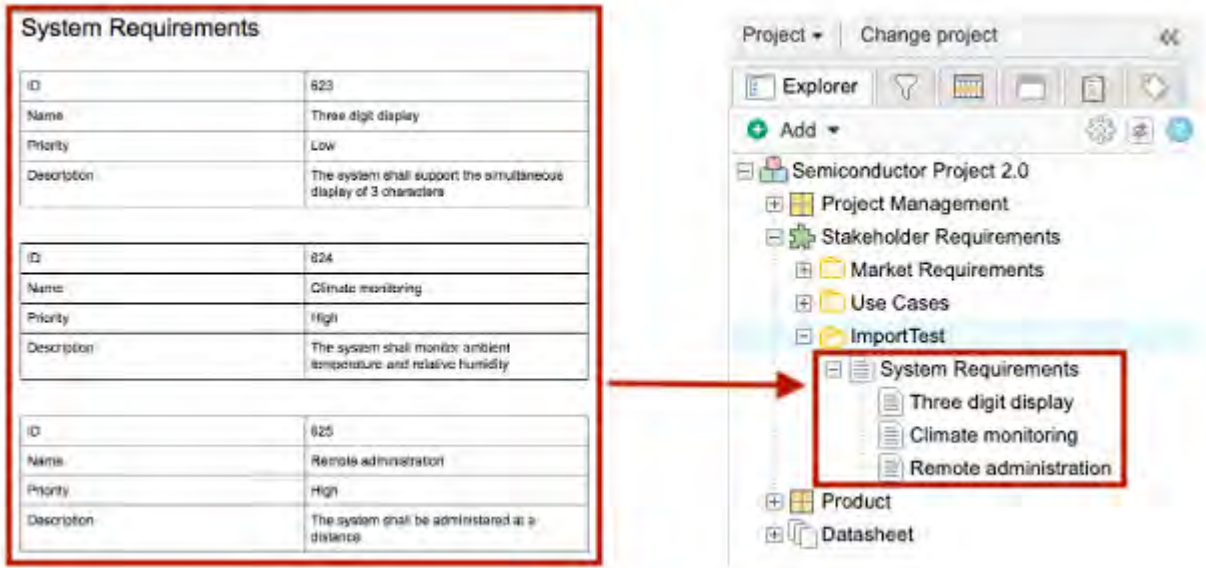 System Requirements
ID 623
Name Three digit display
Priority Low
Description The system shall support the simultaneous
display of 3 characters
ID 624
Name Climate monitoring
Priority High
Description The system shall monitor ambient
temperature and relative humidity
ID 625
Name Remote administration
Priority High
Description The system shall be administered at a
distance
Project Change project
Explorer
Add
Semiconductor Project 2.0
Project Management
Stakeholder Requirements
Market Requirements
Use Cases
ImportTest
System Requirements
Three digit display
Climate monitoring
Remote administration
Product
Datasheet